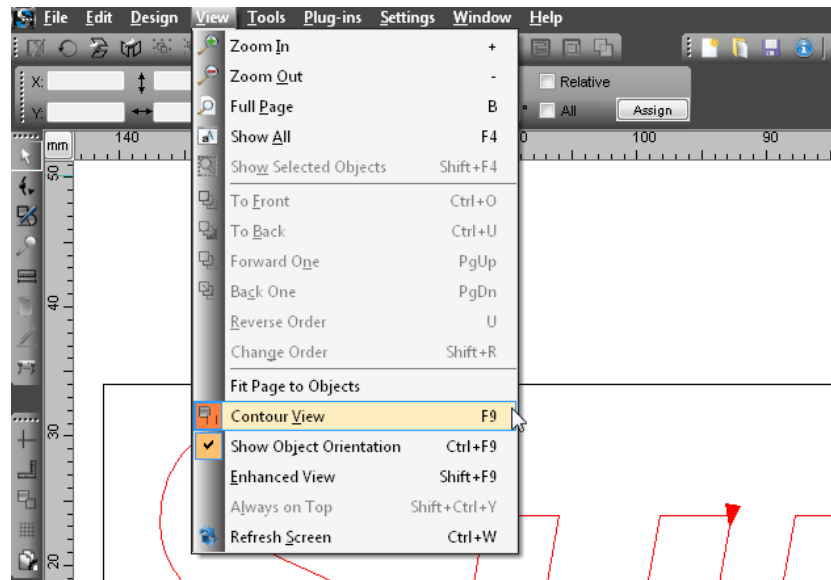 File Edit Design View Tools Plug-ins Settings Window Help
X: Relative
Y: ° All Assign
mm 140 0 100 90
50
40
30
20
Zoom In +
Zoom Out -
Full Page B
Show All F4
Show Selected Objects Shift+F4
To Front Ctrl+O
To Back Ctrl+U
Forward One PgUp
Back One PgDn
Reverse Order U
Change Order Shift+R
Fit Page to Objects
Contour View F9
Show Object Orientation Ctrl+F9
Enhanced View Shift+F9
Always on Top Shift+Ctrl+Y
Refresh Screen Ctrl+W